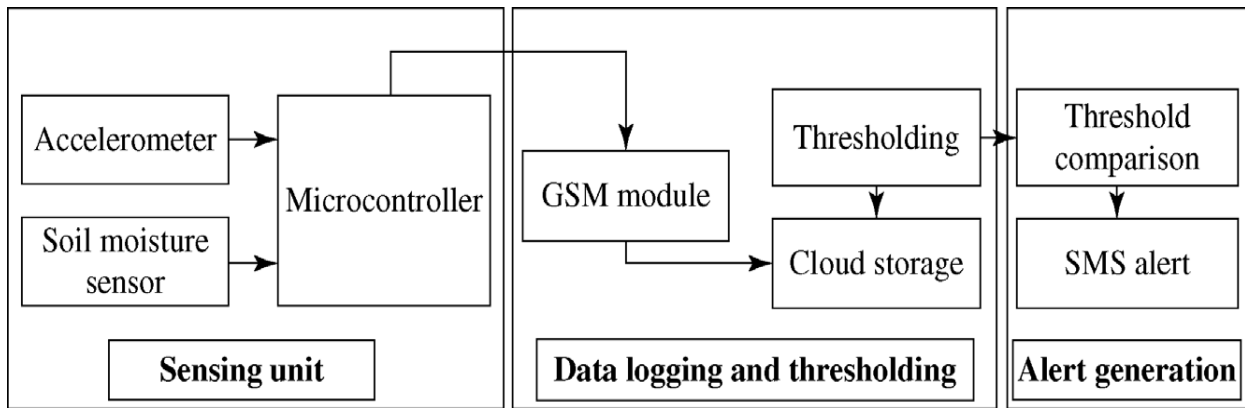 Accelerometer
Soil moisture
sensor
Microcontroller
Sensing unit
GSM module
Thresholding
Cloud storage
Data logging and thresholding
Threshold
comparison
SMS alert
Alert generation